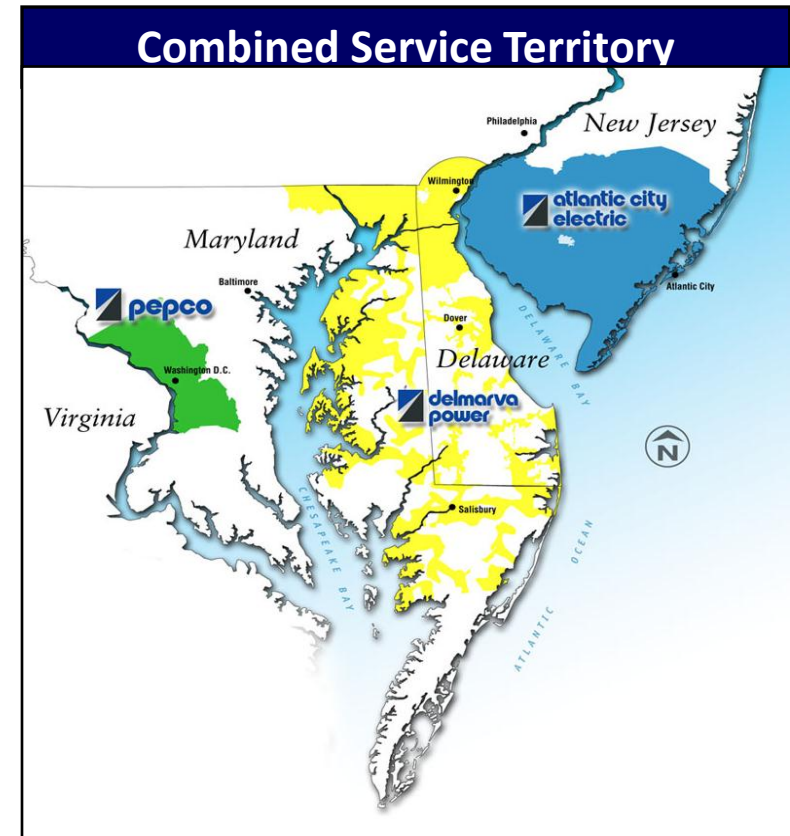 Combined Service Territory
Philadelphia
New Jersey
Wilmington
atlantic city
electric
Maryland
Baltimore
Atlantic City
pepco
Dover
DELAWARE BAY
Delaware
Washington D.C.
delmarva
power
Virginia
N
CHESAPEAKE BAY
Salisbury
ATLANTIC OCEAN